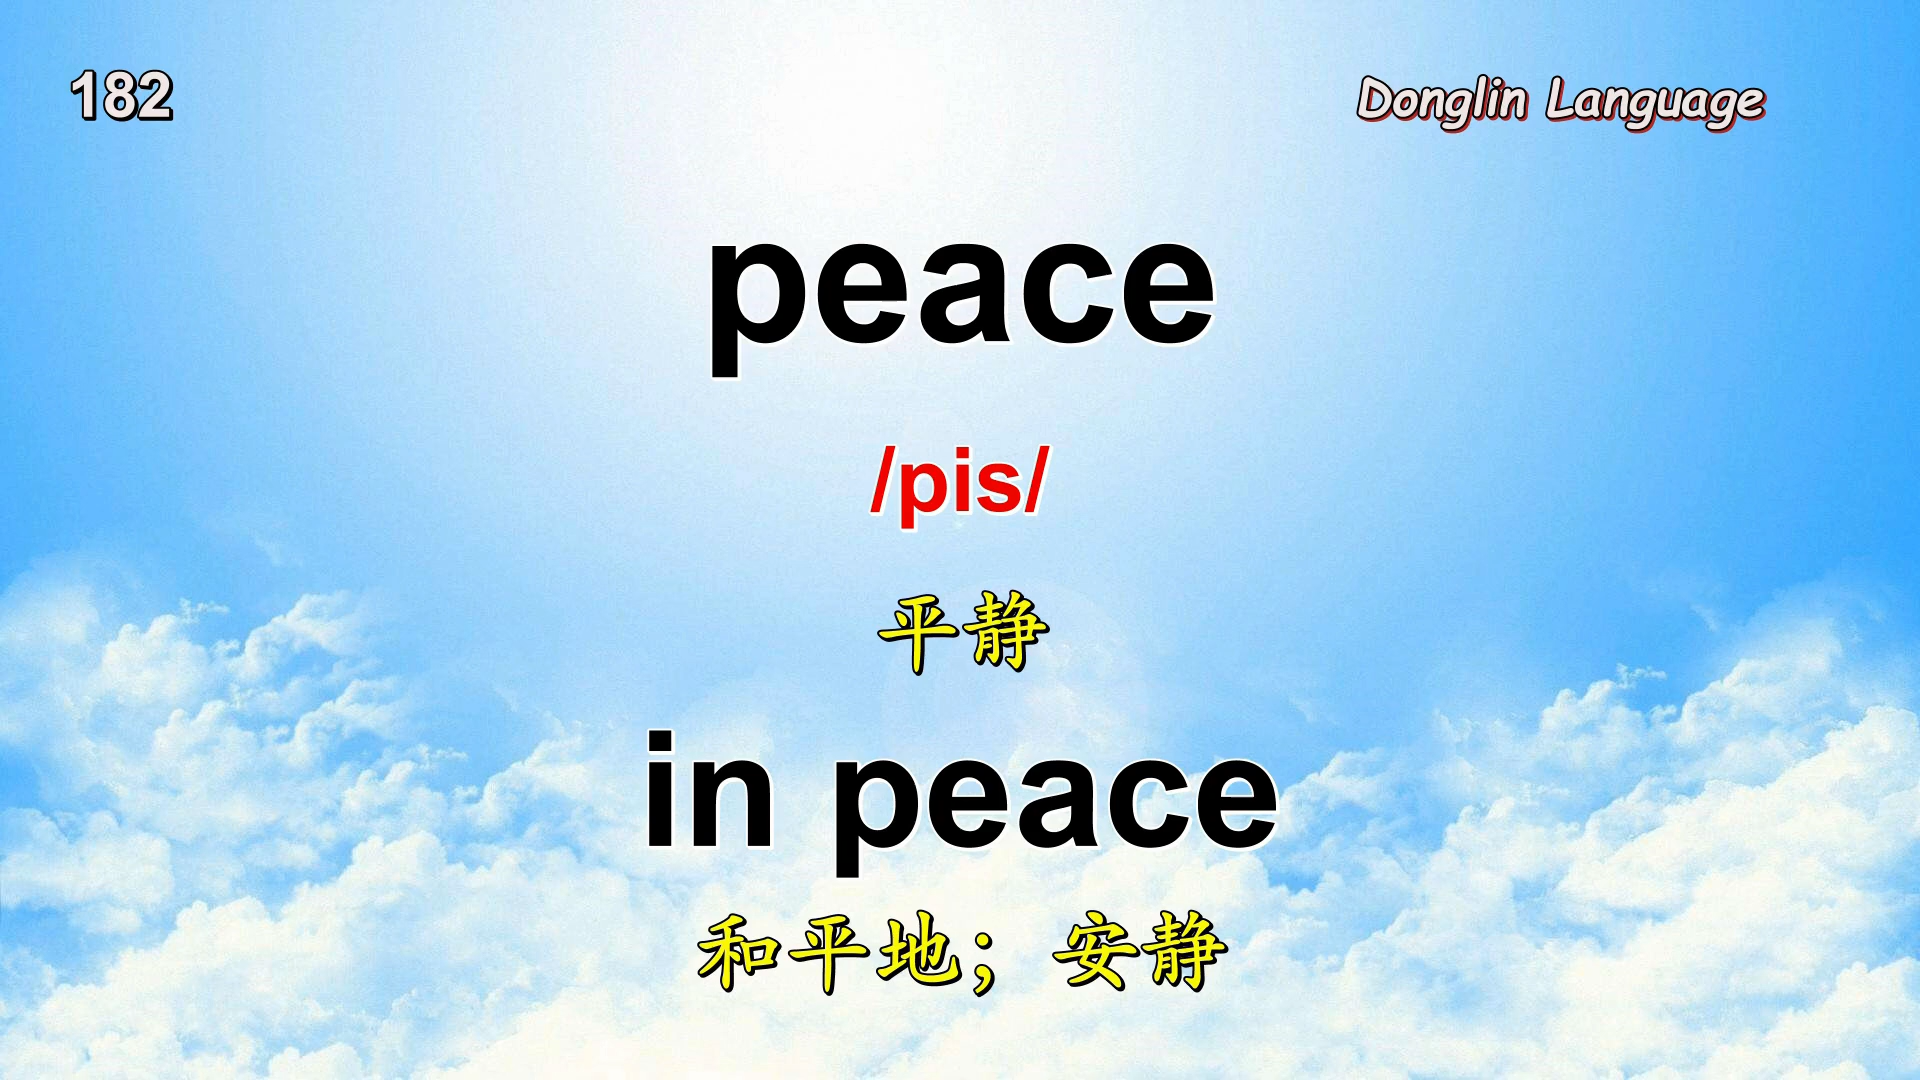 182
Donglin Language
peace
/pis/
平静
in peace
和平地；安静